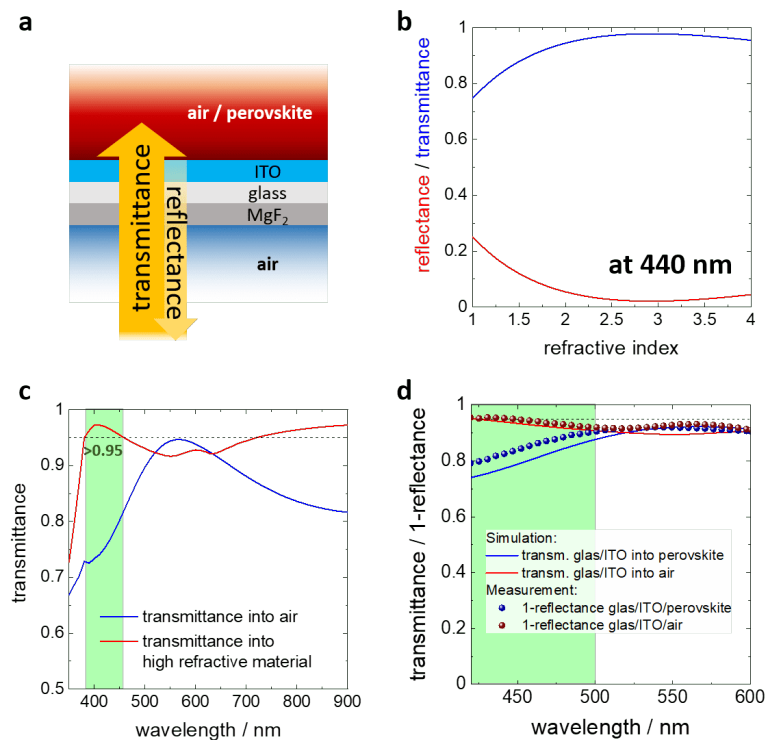 a
air / perovskite
ITO
glass
MgF2
air
transmittance
reflectance
b
reflectance / transmittance
1
0.8
0.6
0.4
0.2
0
at 440 nm
1 1.5 2 2.5 3 3.5 4
refractive index
c
transmittance
1
0.95
0.9
0.8
0.7
0.6
0.5
>0.95
transmittance into air
transmittance into
high refractive material
400 500 600 700 800 900
wavelength / nm
d
transmittance / 1-reflectance
1
0.8
0.6
0.4
0.2
0
Simulation:
transm. glas/ITO into perovskite
transm. glas/ITO into air
Measurement:
1-reflectance glas/ITO/perovskite
1-reflectance glas/ITO/air
450 500 550 600
wavelength / nm